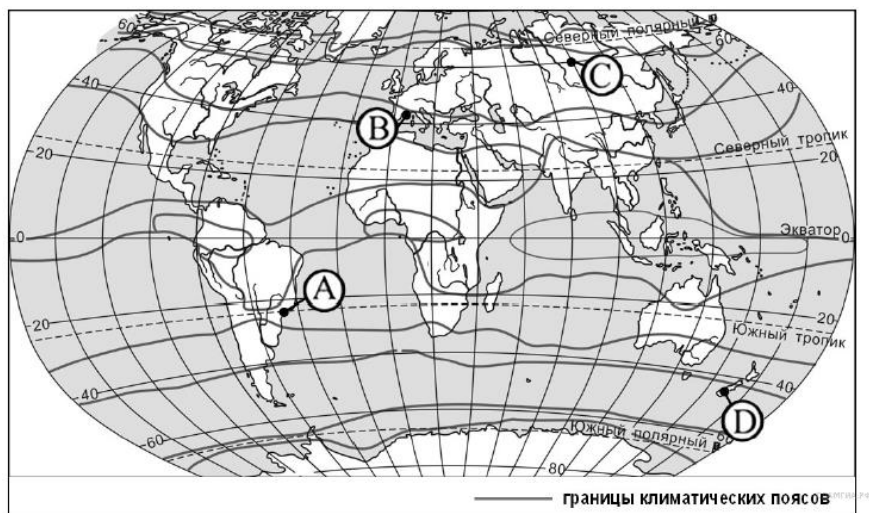 60
Северный полярный
60
40
40
C
B
Северный тропик
20
20
Экватор
0
0
A
20
20
Южный тропик
40
40
D
60
Южный полярный
80
границы климатических поясов